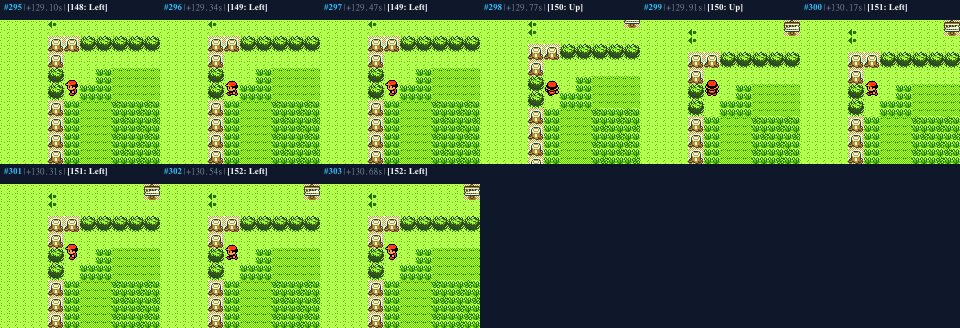 #295 | +129.10s | [148: Left]
#296 | +129.34s | [149: Left]
#297 | +129.47s | [149: Left]
#298 | +129.77s | [150: Up]
#299 | +129.91s | [150: Up]
#300 | +130.17s | [151: Left]
#301 | +130.31s | [151: Left]
#302 | +130.54s | [152: Left]
#303 | +130.68s | [152: Left]